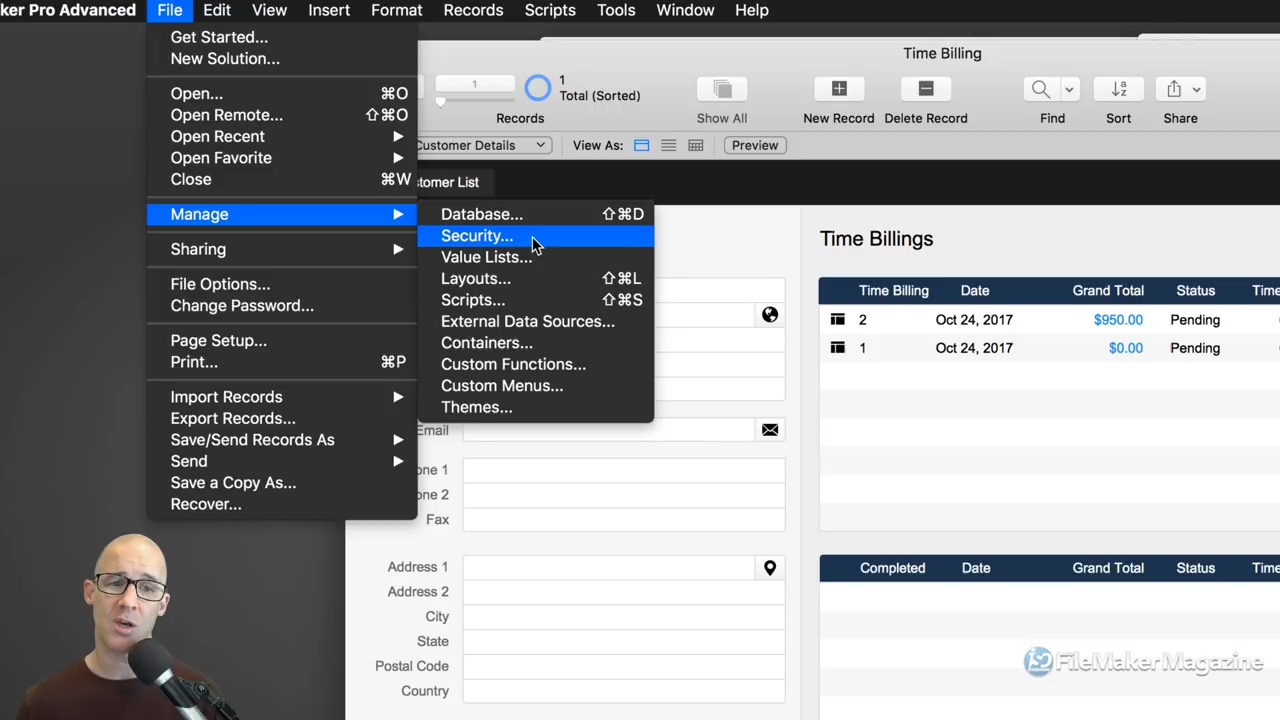 ker Pro Advanced File Edit View Insert Format Records Scripts Tools Window Help
Get Started...
New Solution...
Open... ⌘O
Open Remote... ⇧⌘O
Open Recent
Open Favorite
Close ⌘W
Manage
Sharing
File Options...
Change Password...
Page Setup...
Print... ⌘P
Import Records
Export Records...
Save/Send Records As
Send
Save a Copy As...
Recover...
Database... ⇧⌘D
Security...
Value Lists...
Layouts... ⇧⌘L
Scripts... ⇧⌘S
External Data Sources...
Containers...
Custom Functions...
Custom Menus...
Themes...
Time Billing
1
1
Total (Sorted)
Records Show All New Record Delete Record Find Sort Share
Customer Details View As: Preview
tomer List
Email
one 1
one 2
Fax
Address 1
Address 2
City
State
Postal Code
Country
Time Billings
Time Billing Date Grand Total Status Time
2 Oct 24, 2017 $950.00 Pending
1 Oct 24, 2017 $0.00 Pending
Completed Date Grand Total Status Time
FileMakerMagazine